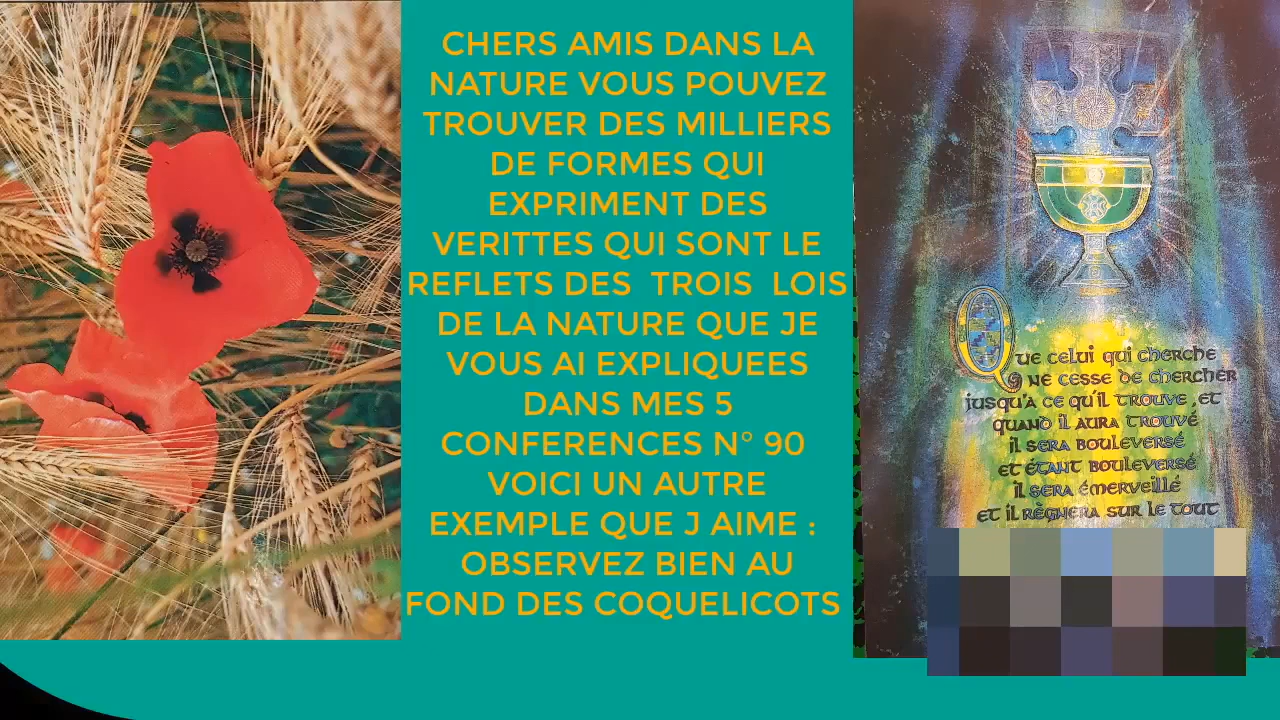 CHERS AMIS DANS LA
NATURE VOUS POUVEZ
TROUVER DES MILLIERS
DE FORMES QUI
EXPRIMENT DES
VERITTES QUI SONT LE
REFLETS DES TROIS LOIS
DE LA NATURE QUE JE
VOUS AI EXPLIQUEES
DANS MES 5
CONFERENCES N° 90
VOICI UN AUTRE
EXEMPLE QUE J AIME :
OBSERVEZ BIEN AU
FOND DES COQUELICOTS
Que celui qui cherche
ne cesse de chercher
jusqu'à ce qu'il trouve, et
quand il aura trouvé
il sera bouleversé
et étant bouleversé
il sera émerveillé
et il règnera sur le tout